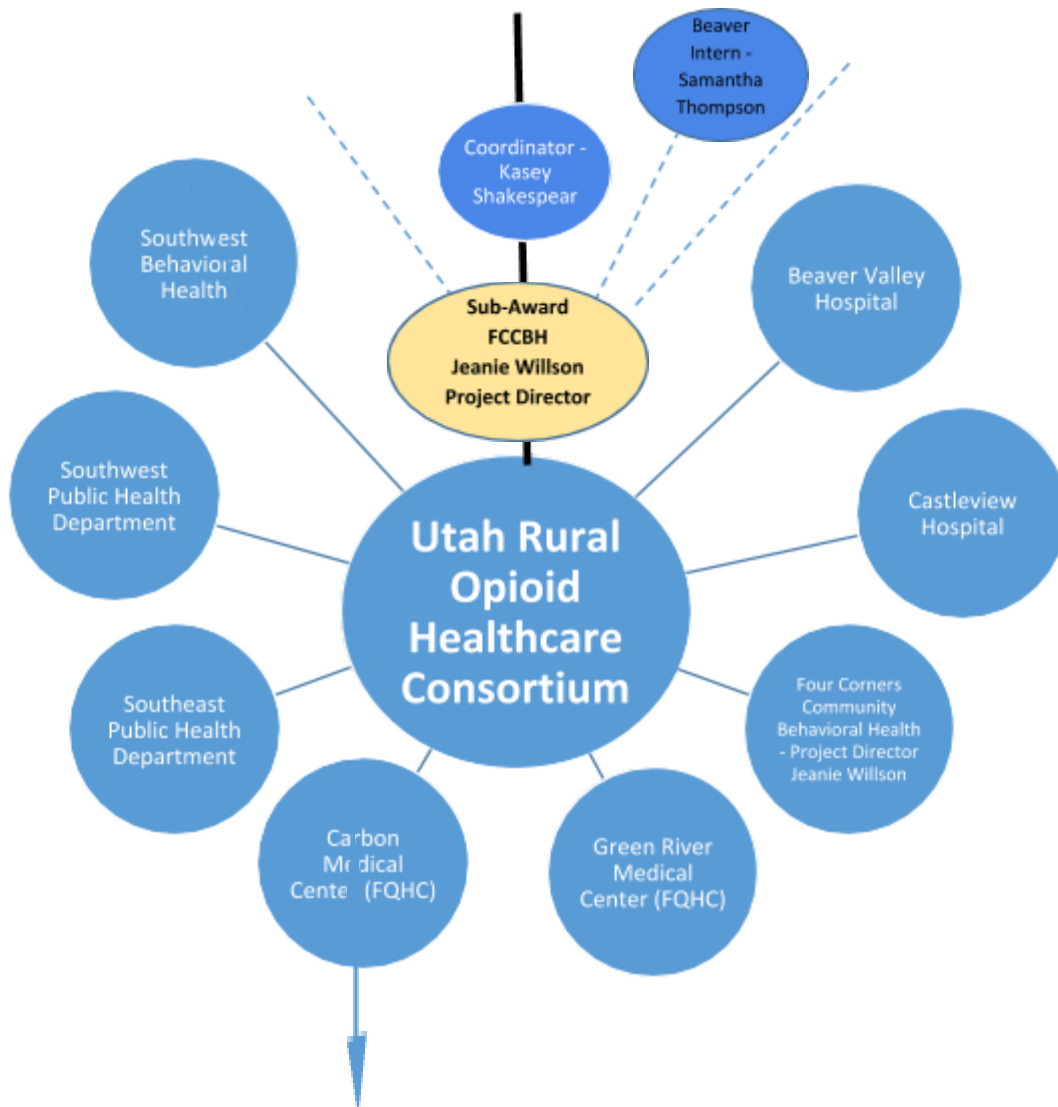 Beaver
Intern -
Samantha
Thompson
Coordinator -
Kasey
Shakespear
Southwest
Behavioral
Health
Sub-Award
FCCBH
Jeanie Willson
Project Director
Beaver Valley
Hospital
Southwest
Public Health
Department
Castleview
Hospital
Utah Rural
Opioid
Healthcare
Consortium
Southeast
Public Health
Department
Four Corners
Community
Behavioral Health
- Project Director
Jeanie Willson
Carbon
Medical
Center (FQHC)
Green River
Medical
Center (FQHC)